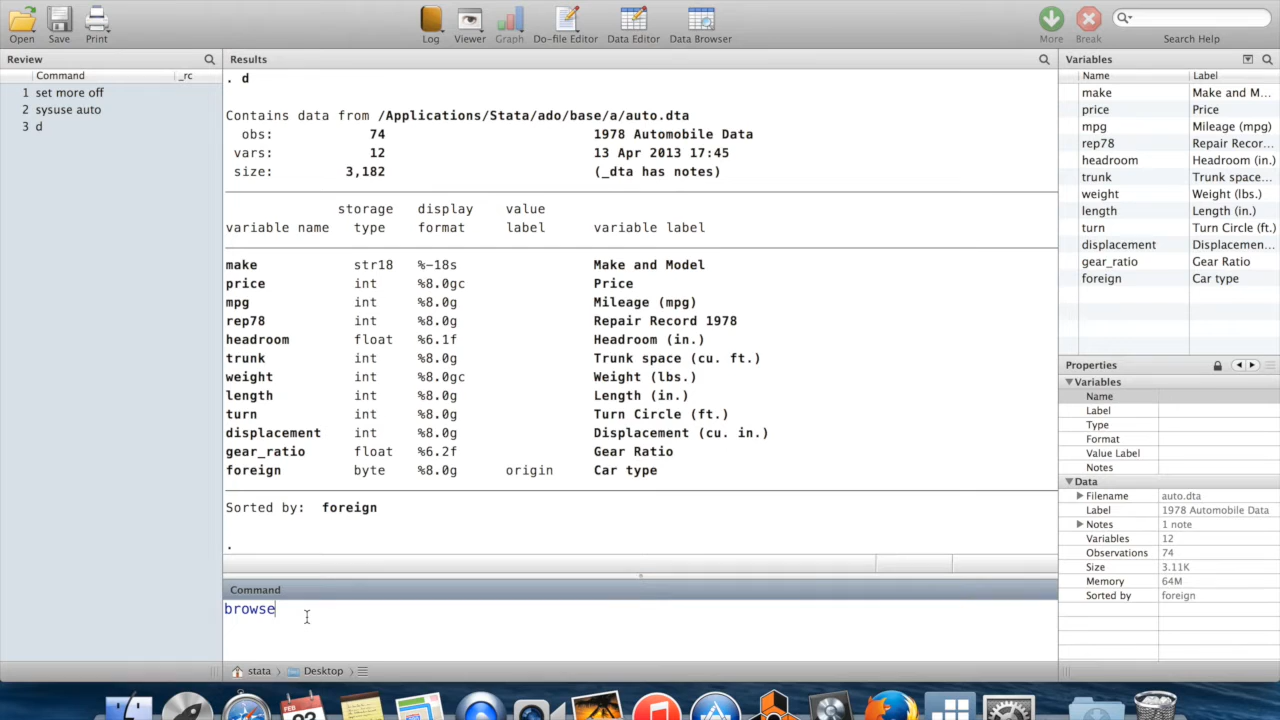 Open Save Print Log Viewer Graph Do-file Editor Data Editor Data Browser More Break Search Help
Review
Command _rc
1 set more off
2 sysuse auto
3 d
Results
. d
Contains data from /Applications/Stata/ado/base/a/auto.dta
obs: 74 1978 Automobile Data
vars: 12 13 Apr 2013 17:45
size: 3,182 (_dta has notes)
storage display value
variable name type format label variable label
make str18 %-18s Make and Model
price int %8.0gc Price
mpg int %8.0g Mileage (mpg)
rep78 int %8.0g Repair Record 1978
headroom float %6.1f Headroom (in.)
trunk int %8.0g Trunk space (cu. ft.)
weight int %8.0gc Weight (lbs.)
length int %8.0g Length (in.)
turn int %8.0g Turn Circle (ft.)
displacement int %8.0g Displacement (cu. in.)
gear_ratio float %6.2f Gear Ratio
foreign byte %8.0g origin Car type
Sorted by: foreign
.
Command
browse
stata Desktop
Variables
Name Label
make Make and M...
price Price
mpg Mileage (mpg)
rep78 Repair Recor...
headroom Headroom (in.)
trunk Trunk space...
weight Weight (lbs.)
length Length (in.)
turn Turn Circle (ft.)
displacement Displacemen...
gear_ratio Gear Ratio
foreign Car type
Properties
Variables
Name
Label
Type
Format
Value Label
Notes
Data
Filename auto.dta
Label 1978 Automobile Data
Notes 1 note
Variables 12
Observations 74
Size 3.11K
Memory 64M
Sorted by foreign